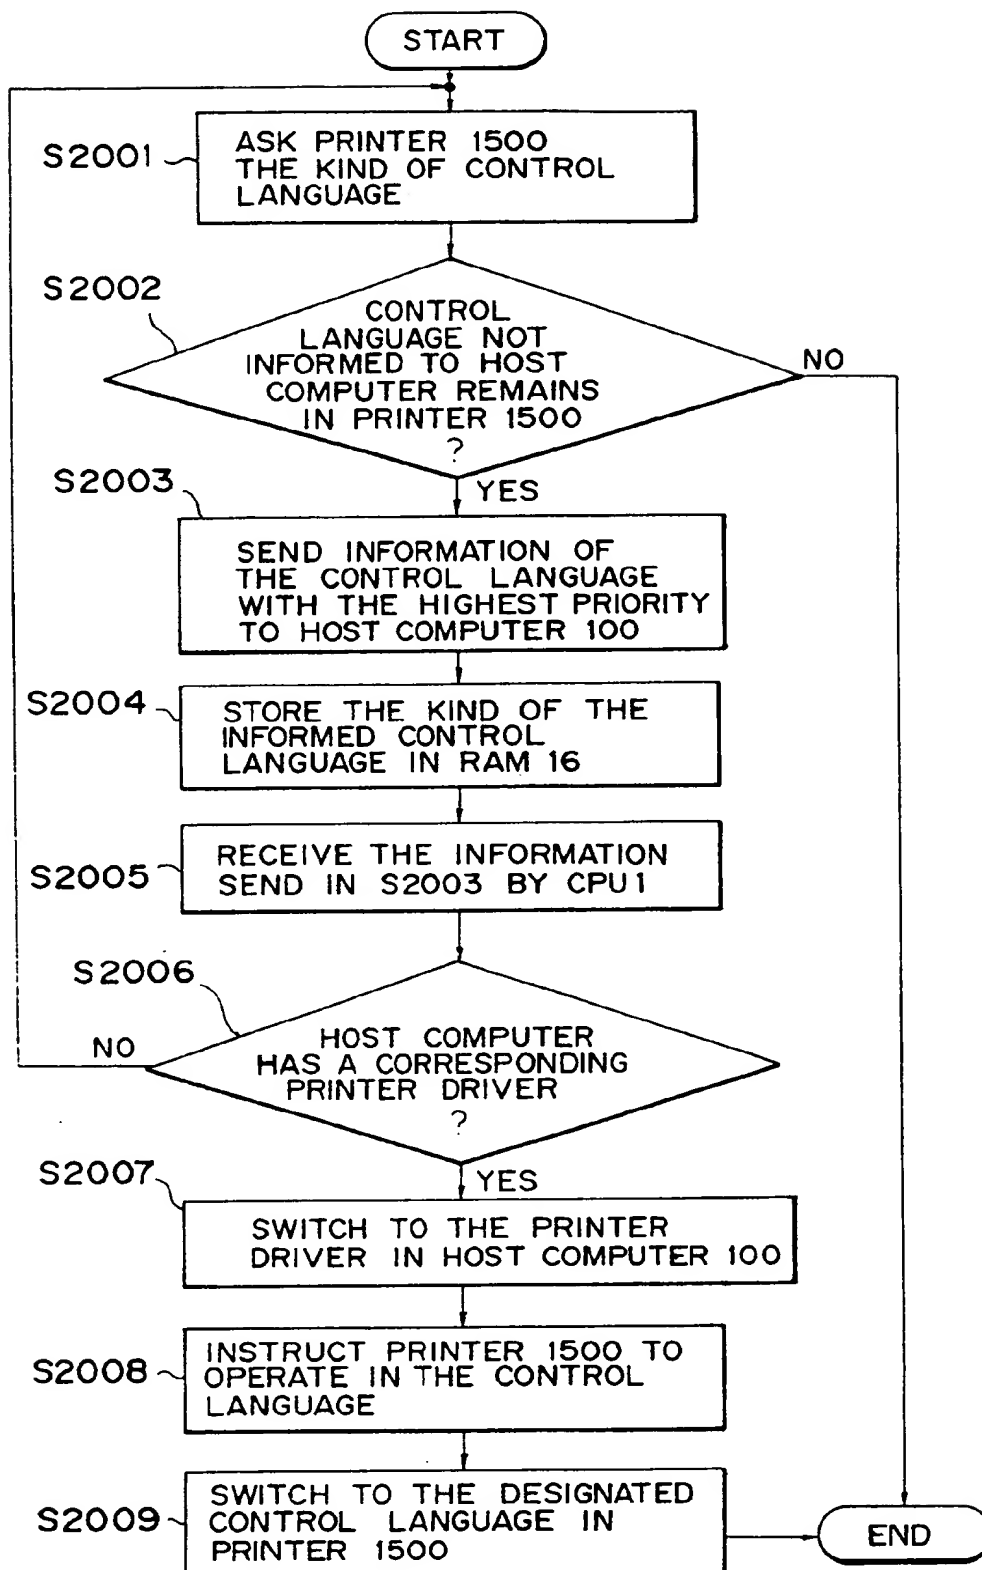 START
S2001
ASK PRINTER 1500
THE KIND OF CONTROL
LANGUAGE
S2002
CONTROL
LANGUAGE NOT
INFORMED TO HOST
COMPUTER REMAINS
IN PRINTER 1500
?
NO
YES
S2003
SEND INFORMATION OF
THE CONTROL LANGUAGE
WITH THE HIGHEST PRIORITY
TO HOST COMPUTER 100
S2004
STORE THE KIND OF THE
INFORMED CONTROL
LANGUAGE IN RAM 16
S2005
RECEIVE THE INFORMATION
SEND IN S2003 BY CPU1
S2006
NO
HOST COMPUTER
HAS A CORRESPONDING
PRINTER DRIVER
?
YES
S2007
SWITCH TO THE PRINTER
DRIVER IN HOST COMPUTER 100
S2008
INSTRUCT PRINTER 1500 TO
OPERATE IN THE CONTROL
LANGUAGE
S2009
SWITCH TO THE DESIGNATED
CONTROL LANGUAGE IN
PRINTER 1500
END